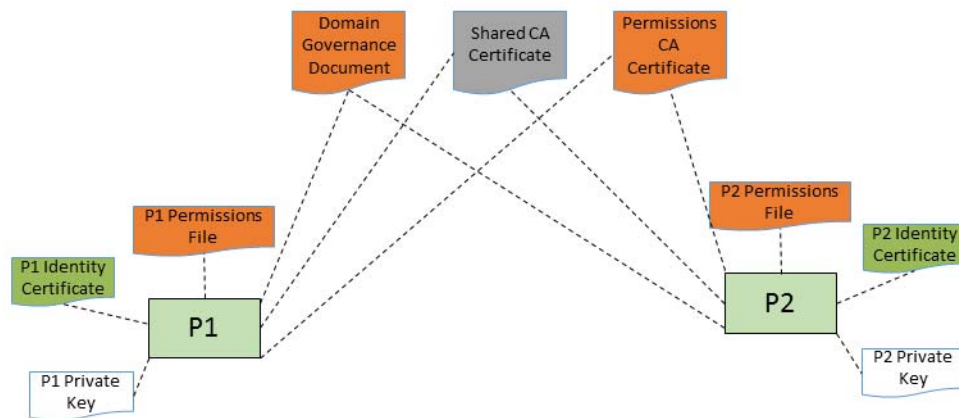 Domain
Governance
Document
Shared CA
Certificate
Permissions
CA
Certificate
P1 Permissions
File
P2 Permissions
File
P1 Identity
Certificate
P2 Identity
Certificate
P1
P2
P1 Private
Key
P2 Private
Key